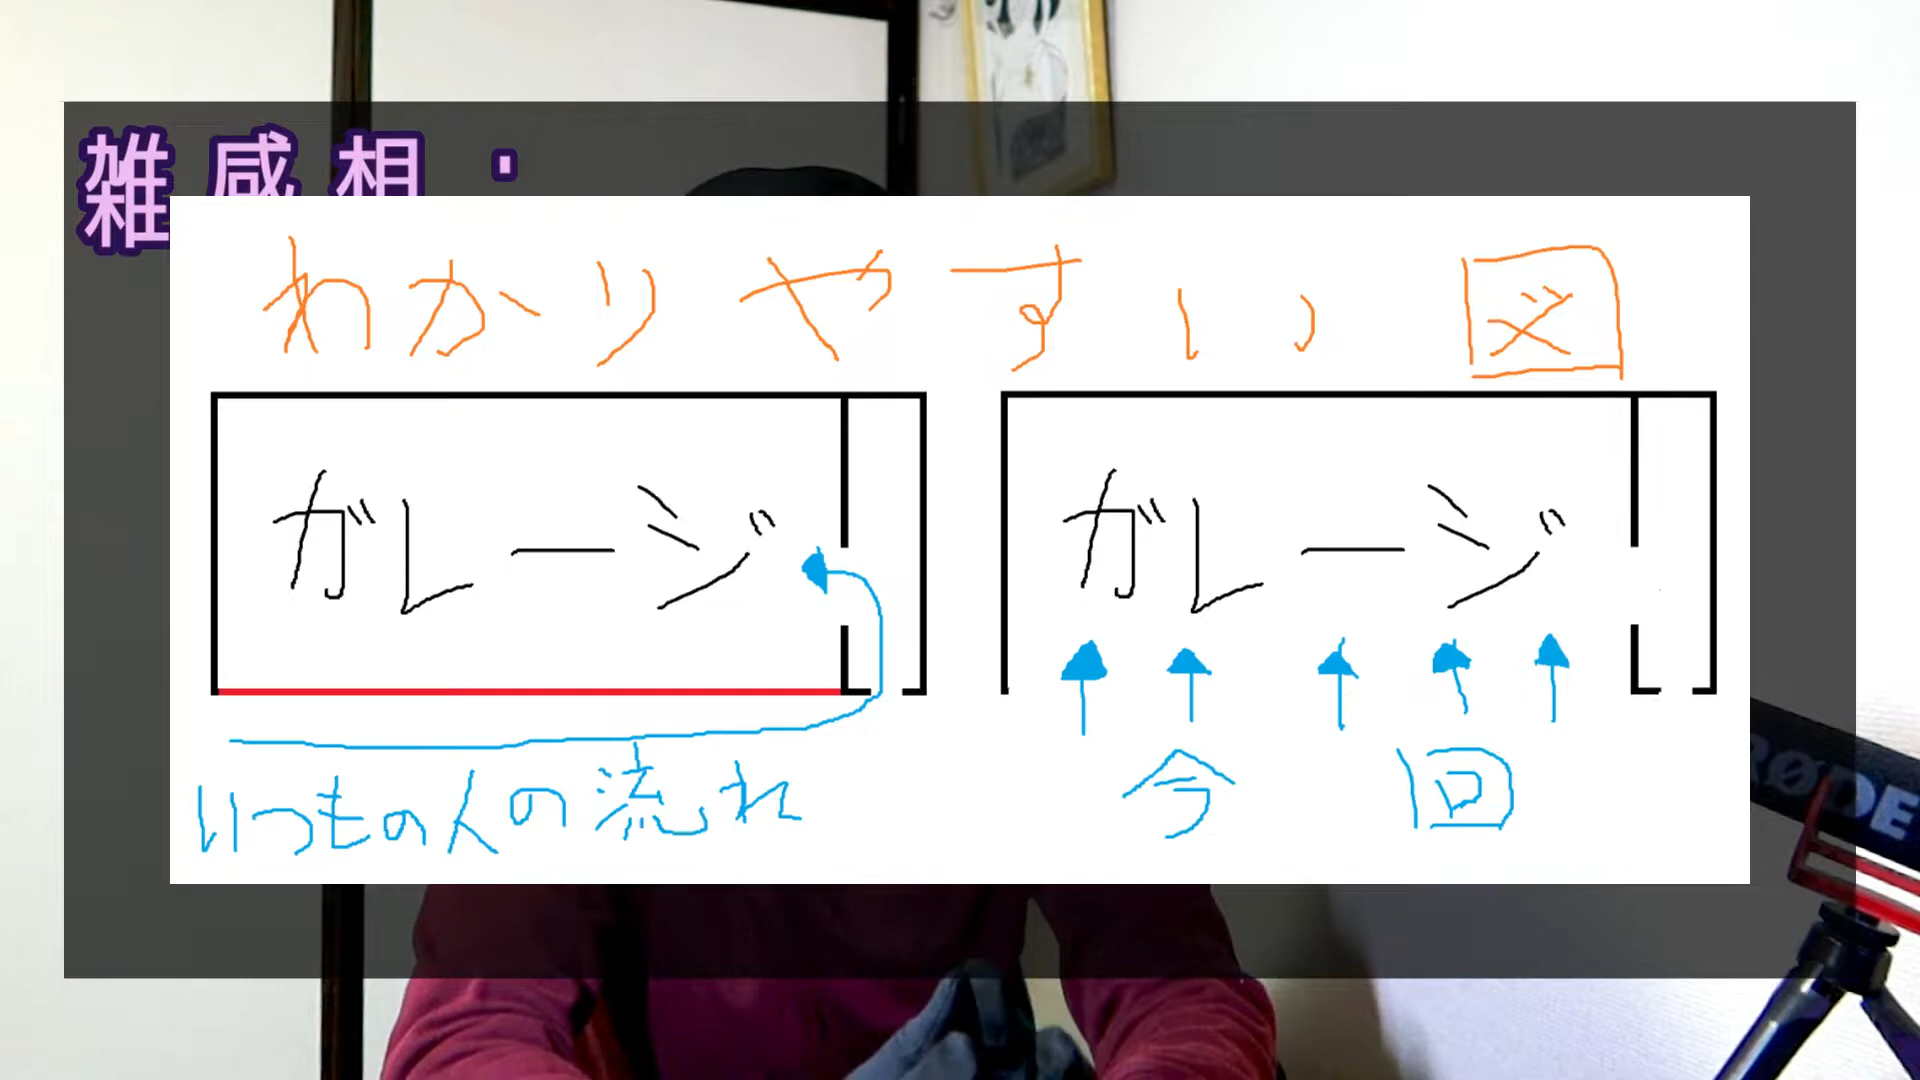 雑感想・
わかりやすい図
ガレージ
ガレージ
いつもの人の流れ
今回
RØDE